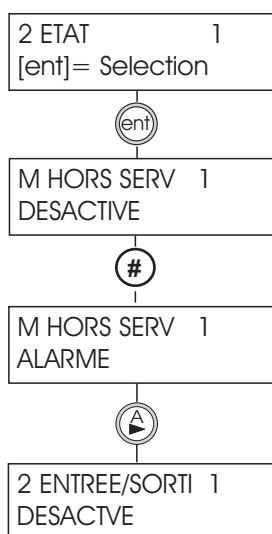 2 ETAT 1
[ent]= Selection
ent
M HORS SERV 1
DESACTIVE
#
M HORS SERV 1
ALARME
A
2 ENTREE/SORTI 1
DESACTVE